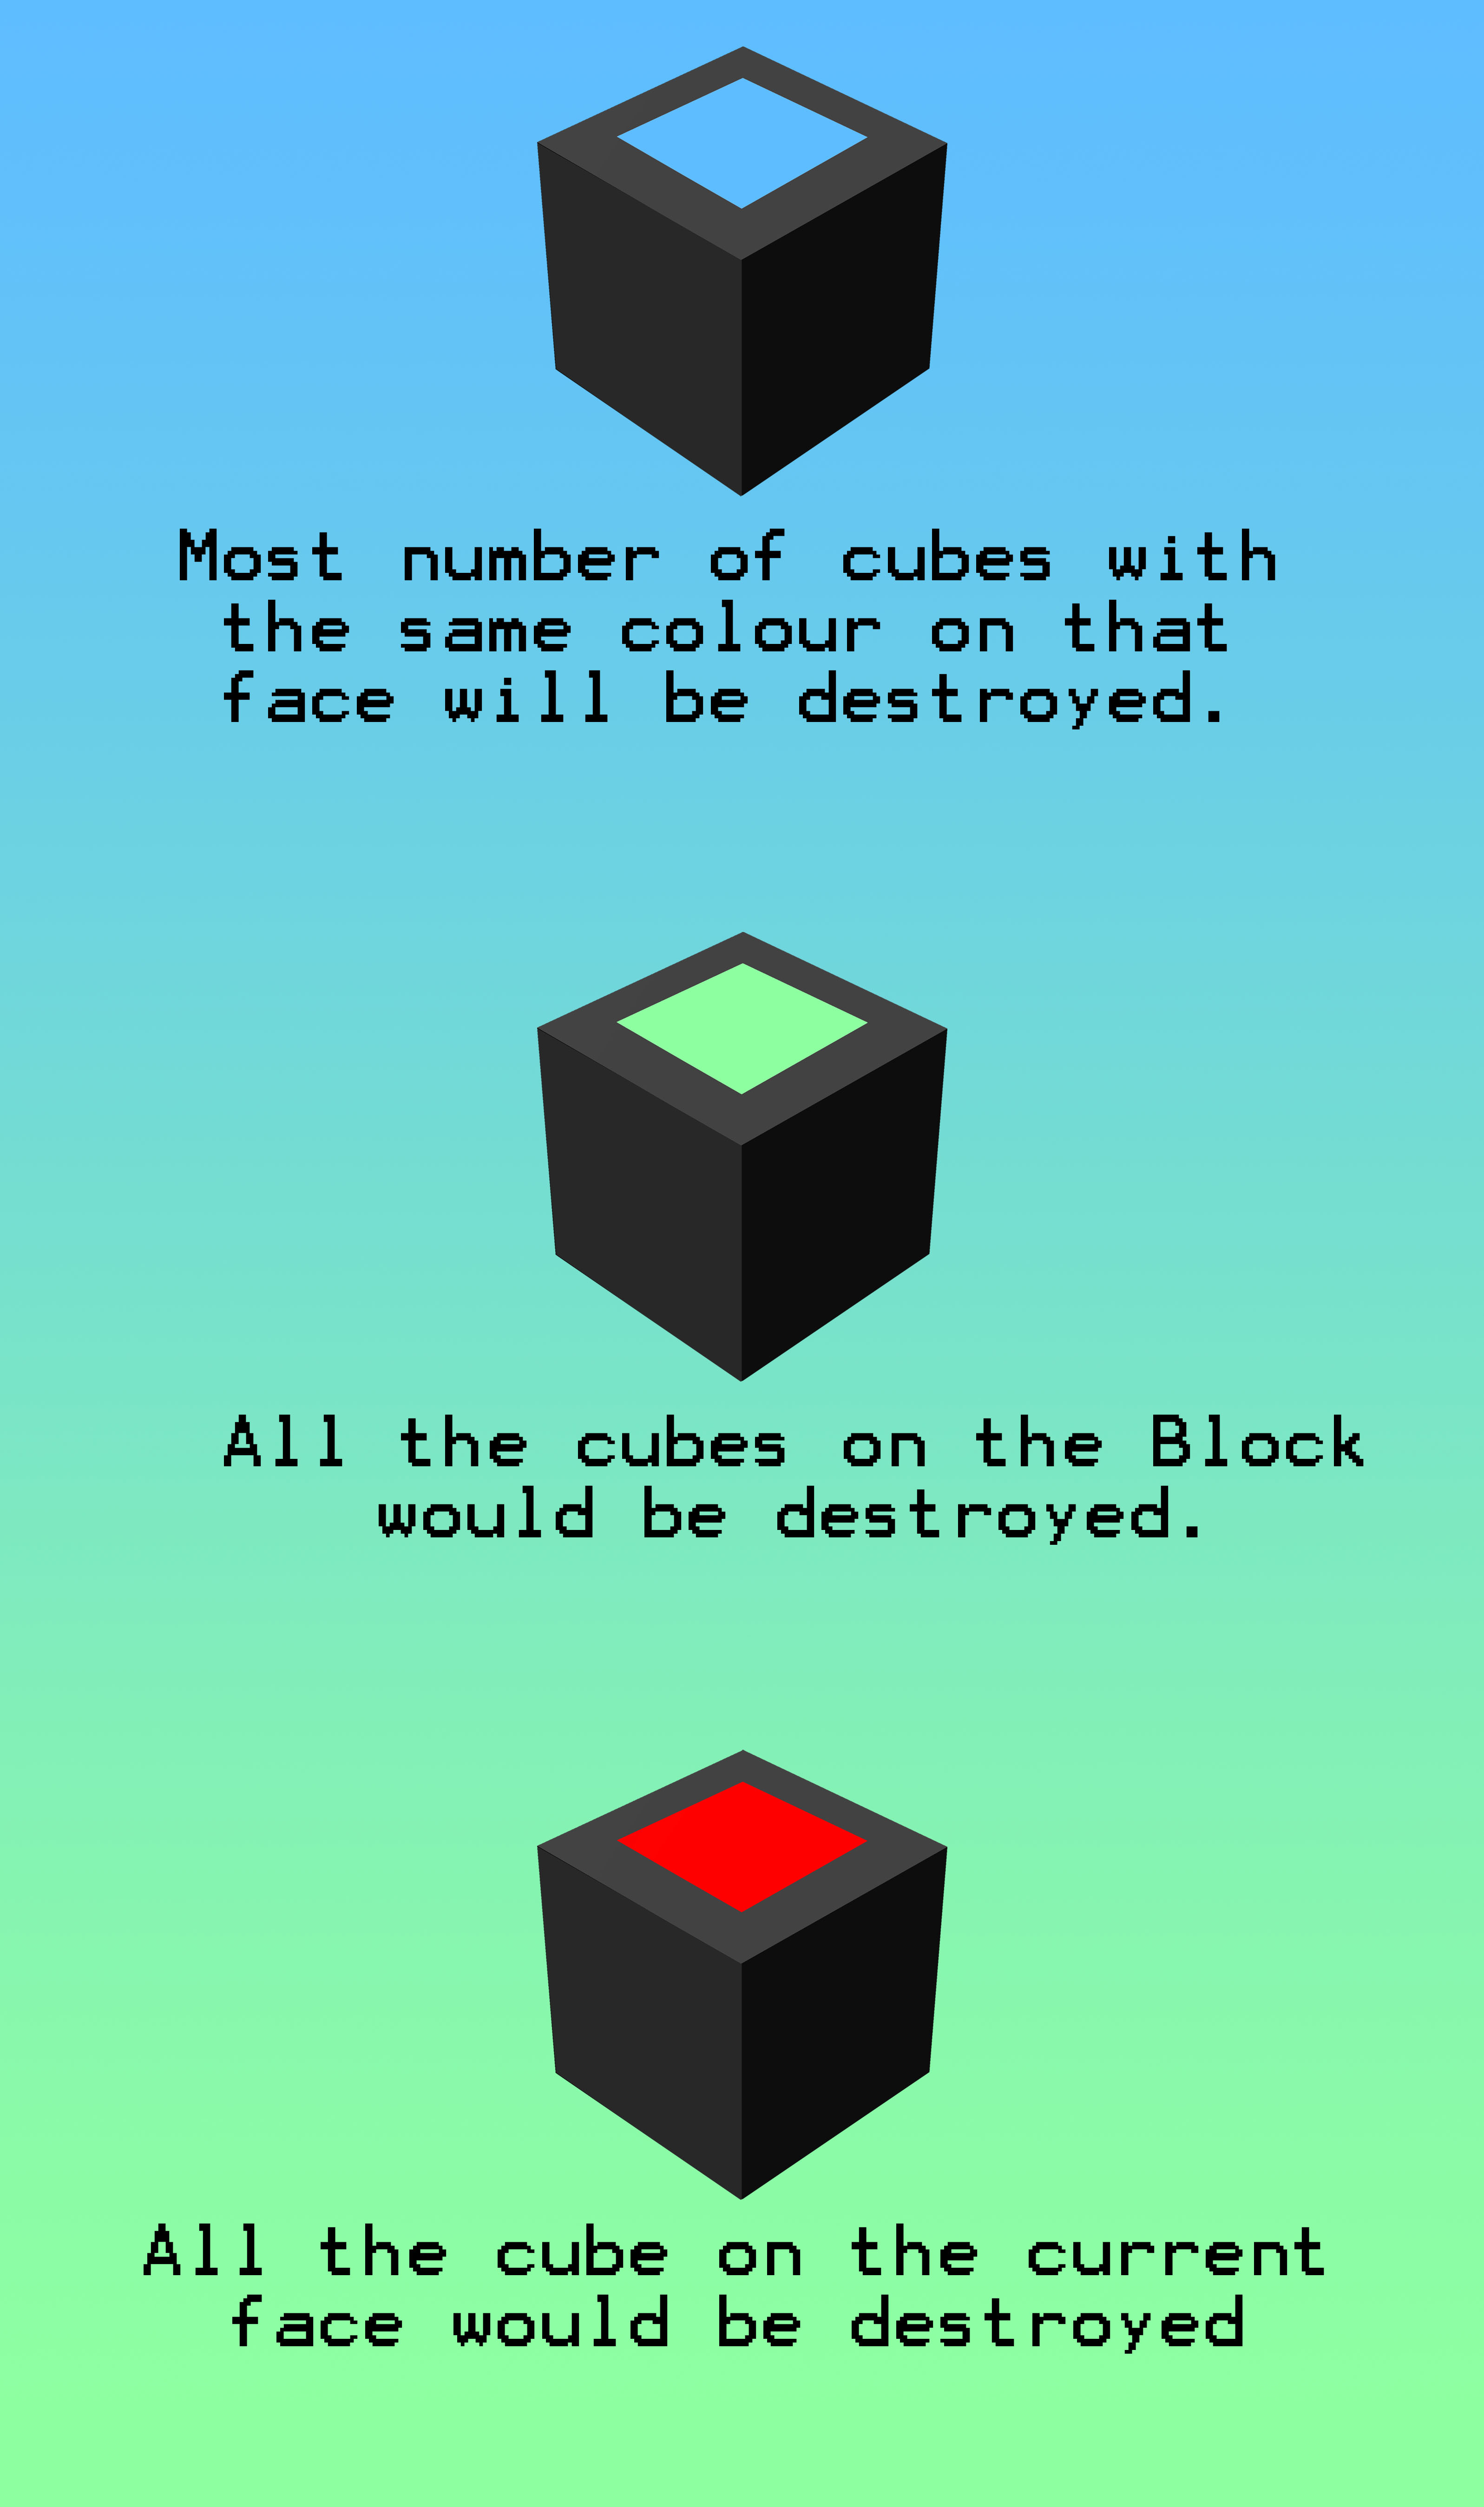 Most number of cubes with
the same colour on that
face will be destroyed.
All the cubes on the Block
would be destroyed.
All the cube on the current
face would be destroyed